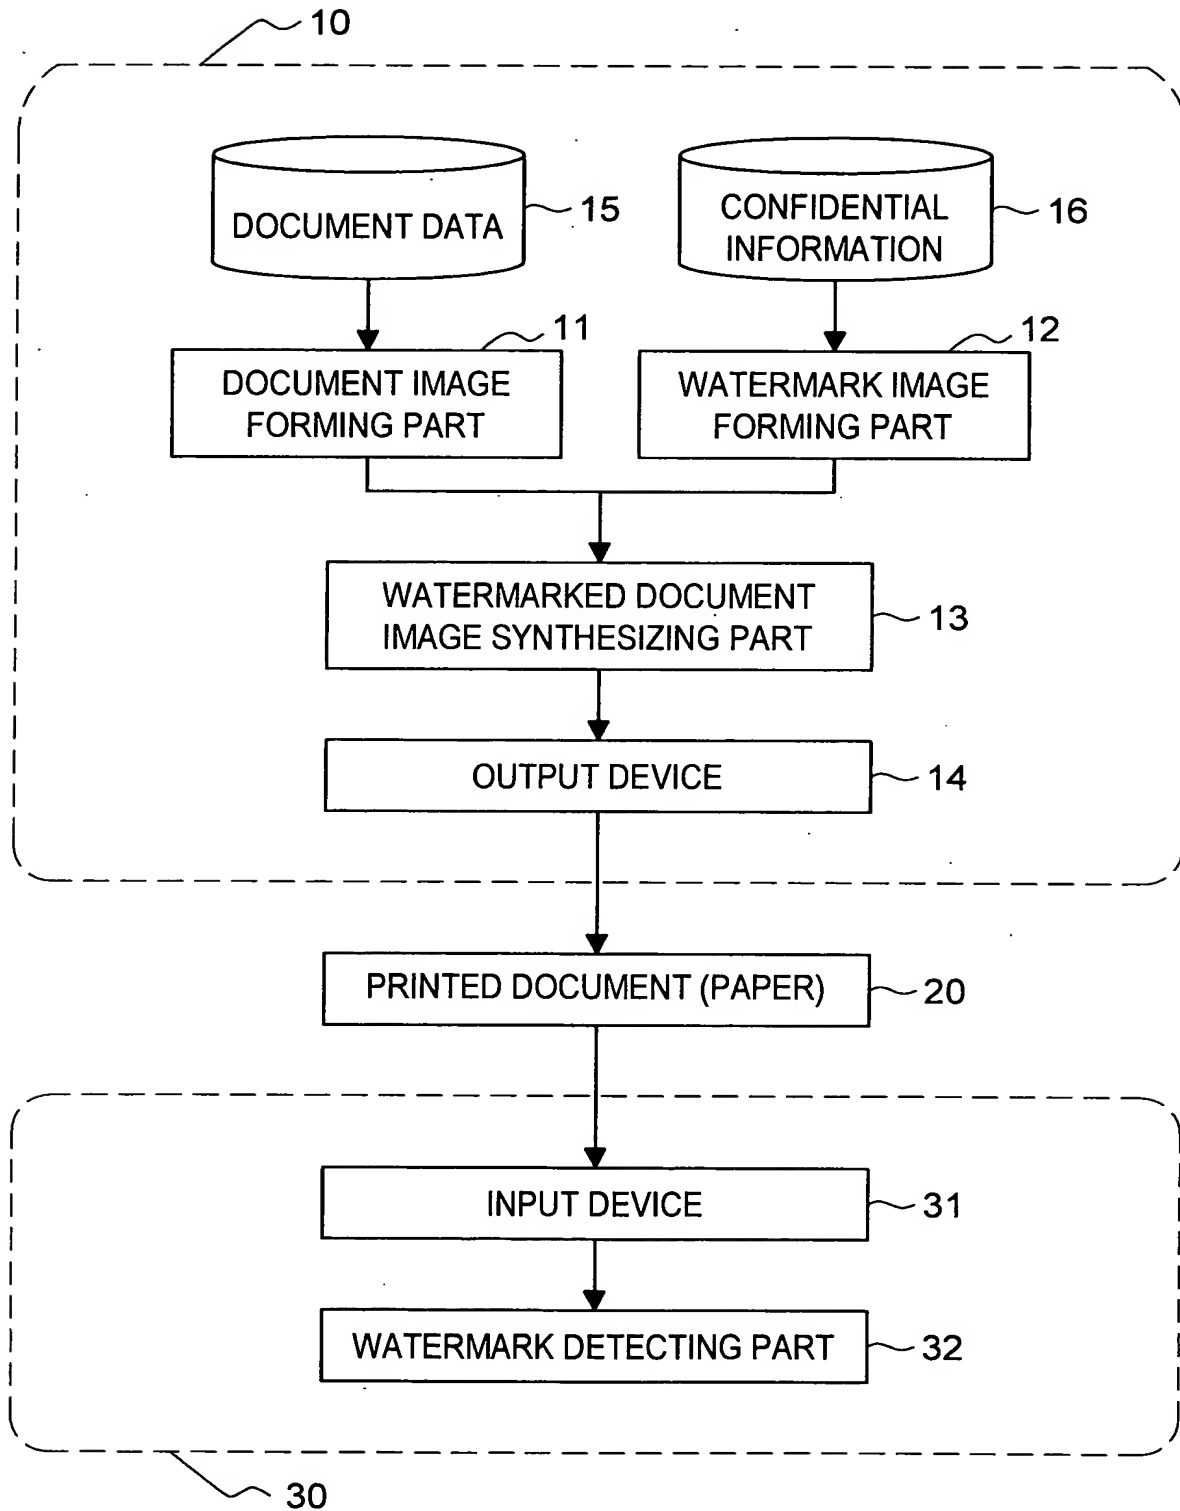 10
DOCUMENT DATA
15
CONFIDENTIAL
INFORMATION
16
11
DOCUMENT IMAGE
FORMING PART
12
WATERMARK IMAGE
FORMING PART
WATERMARKED DOCUMENT
IMAGE SYNTHESIZING PART
13
OUTPUT DEVICE
14
PRINTED DOCUMENT (PAPER)
20
INPUT DEVICE
31
WATERMARK DETECTING PART
32
30